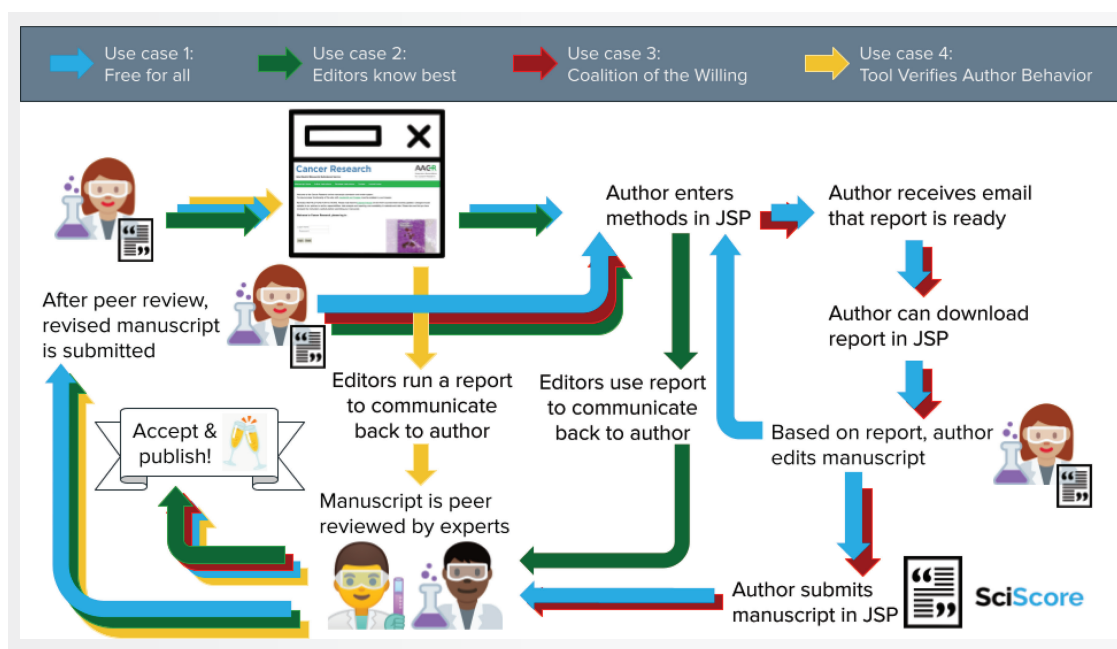 Use case 1:
Free for all
Use case 2:
Editors know best
Use case 3:
Coalition of the Willing
Use case 4:
Tool Verifies Author Behavior
Cancer Research
AACR
Author enters
methods in JSP
Author receives email
that report is ready
After peer review,
revised manuscript
is submitted
Author can download
report in JSP
Editors run a report
to communicate
back to author
Editors use report
to communicate
back to author
Accept &
publish!
Based on report, author
edits manuscript
Manuscript is peer
reviewed by experts
Author submits
manuscript in JSP
SciScore